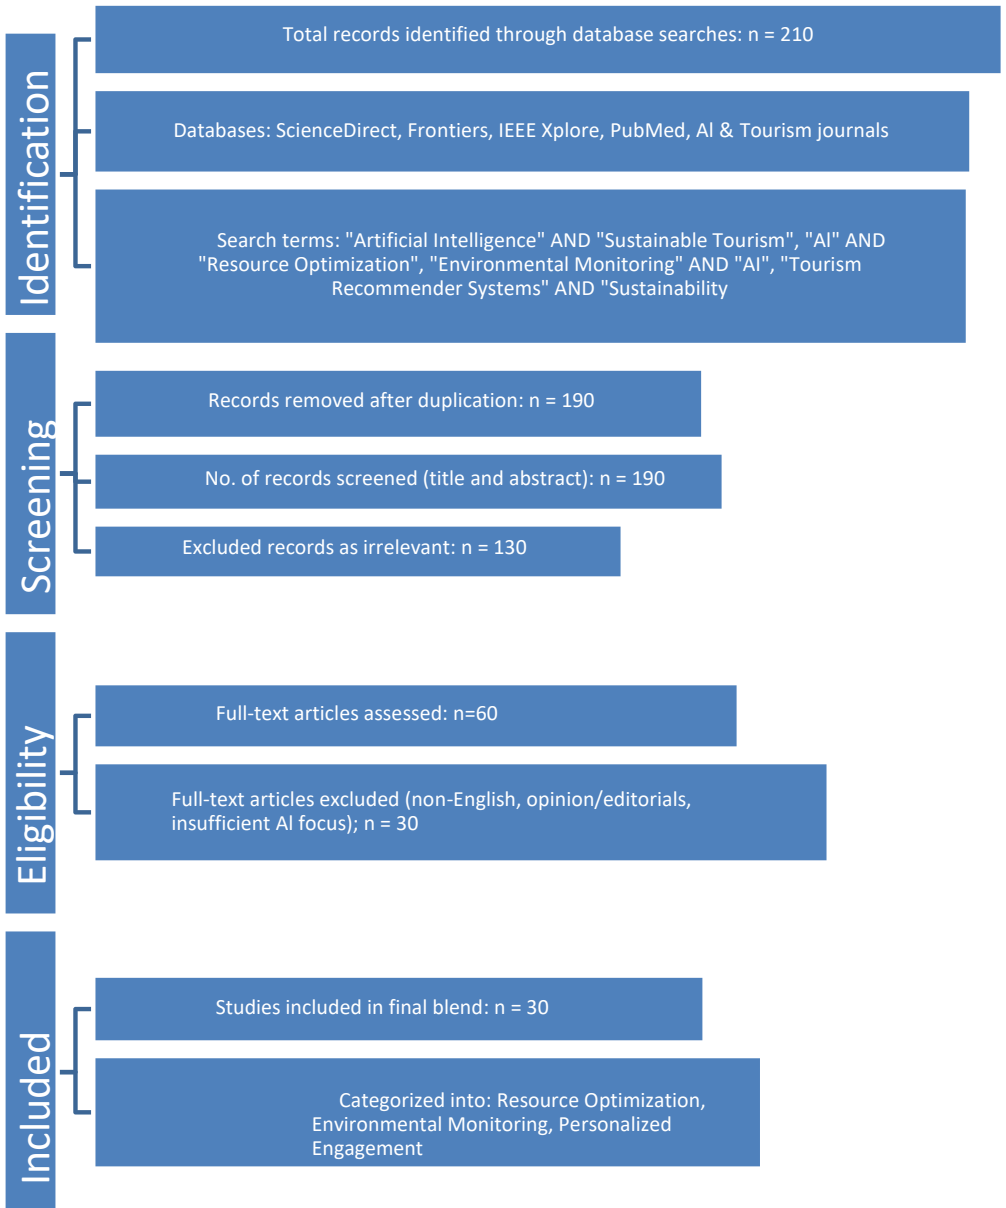 Identification
Total records identified through database searches: n = 210
Databases: ScienceDirect, Frontiers, IEEE Xplore, PubMed, Al & Tourism journals
Search terms: "Artificial Intelligence" AND "Sustainable Tourism", "Al" AND
"Resource Optimization", "Environmental Monitoring" AND "AI", "Tourism
Recommender Systems" AND "Sustainability
Screening
Records removed after duplication: n = 190
No. of records screened (title and abstract): n = 190
Excluded records as irrelevant: n = 130
Eligibility
Full-text articles assessed: n=60
Full-text articles excluded (non-English, opinion/editorials,
insufficient Al focus); n = 30
Included
Studies included in final blend: n = 30
Categorized into: Resource Optimization,
Environmental Monitoring, Personalized
Engagement